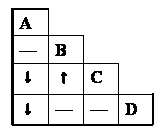 A
— B
↓ ↑ C
↓ — — D